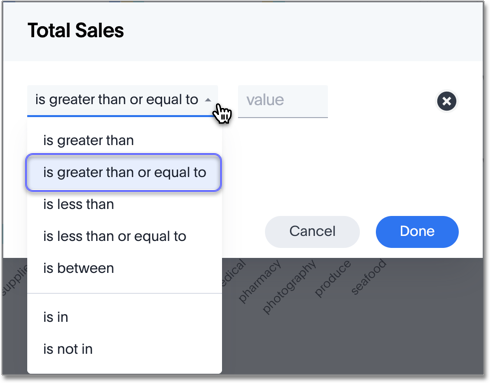 Total Sales
is greater than or equal to
value
is greater than
is greater than or equal to
is less than
is less than or equal to
is between
is in
is not in
Cancel
Done
pharmacy
photography
produce
seafood